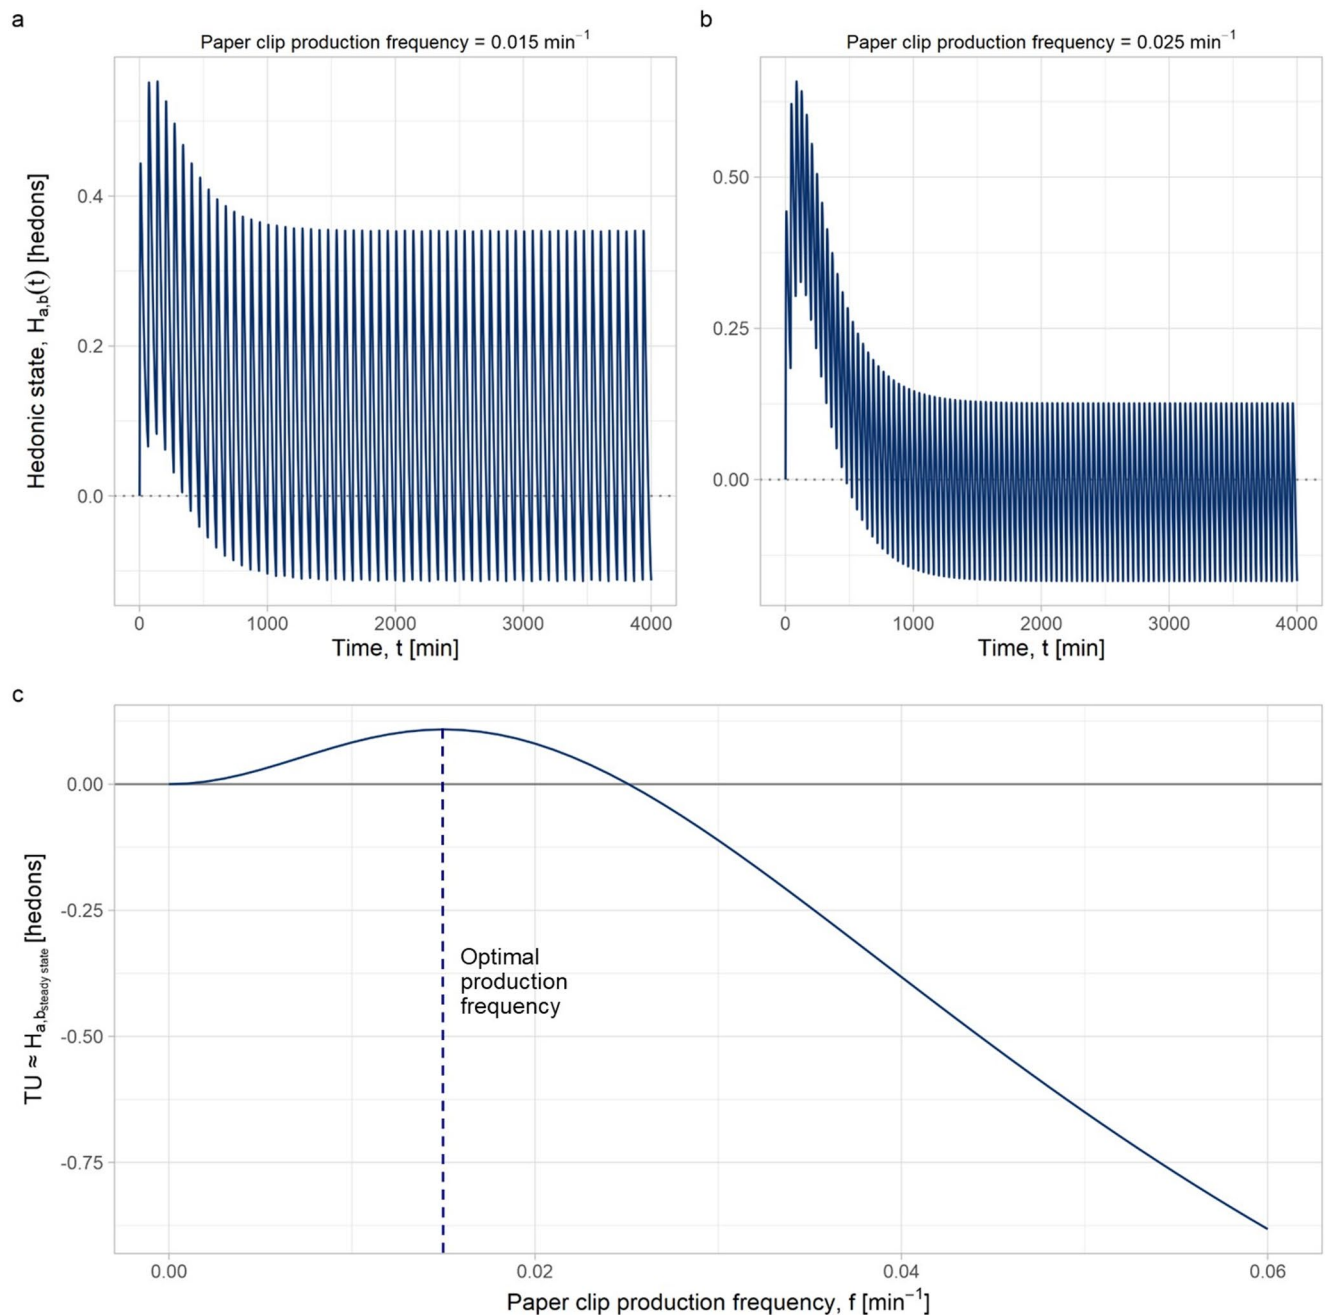 a
Paper clip production frequency = 0.015 min⁻¹
Hedonic state, Hₐ,b(t) [hedons]
0.4
0.2
0.0
0
1000
2000
3000
4000
Time, t [min]
b
Paper clip production frequency = 0.025 min⁻¹
0.50
0.25
0.00
0
1000
2000
3000
4000
Time, t [min]
c
TU ≈ Ha,b steady state [hedons]
0.00
-0.25
-0.50
-0.75
Optimal
production
frequency
0.00
0.02
0.04
0.06
Paper clip production frequency, f [min⁻¹]